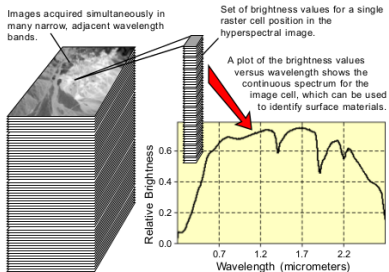 Images acquired simultaneously in
many narrow, adjacent wavelength
bands.
Set of brightness values for a single
raster cell position in the
hyperspectral image.
A plot of the brightness values
versus wavelength shows the
continuous spectrum for the
image cell, which can be used
to identify surface materials.
Relative Brightness
0.6
0.4
0.2
0.0
0.7 1.2 1.7 2.2
Wavelength (micrometers)